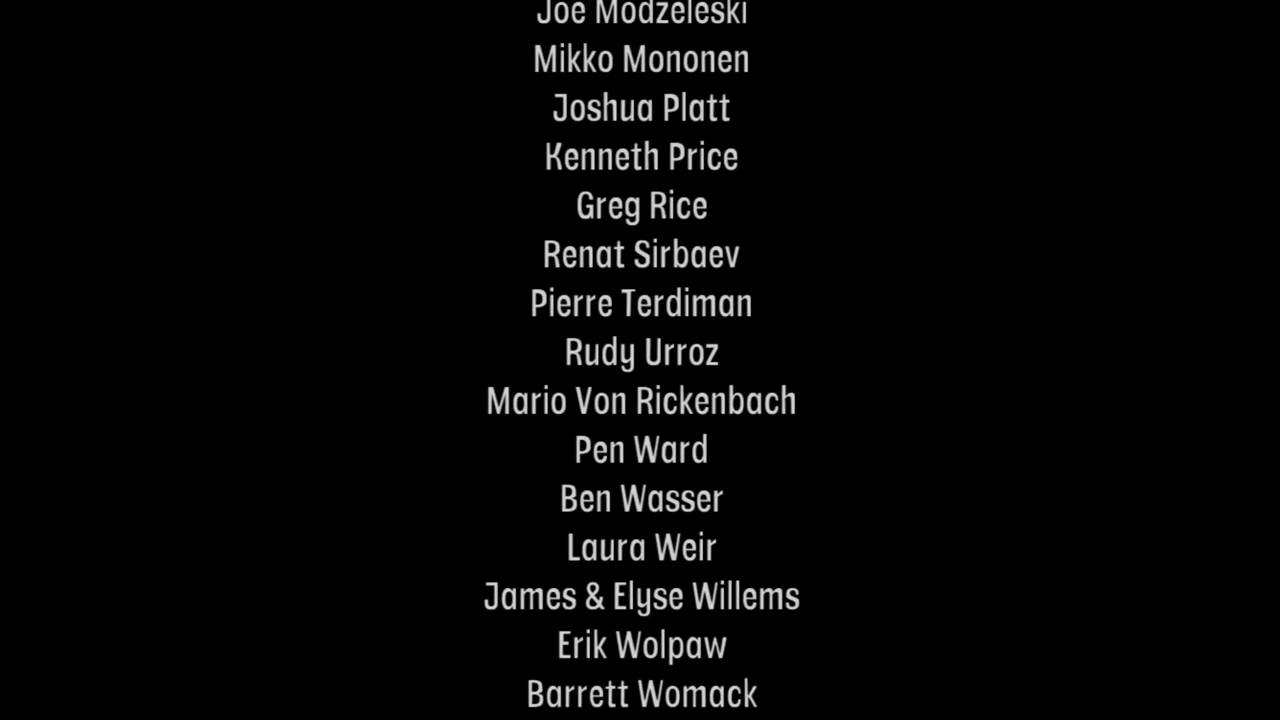 Joe Modzeleski
Mikko Mononen
Joshua Platt
Kenneth Price
Greg Rice
Renat Sirbaev
Pierre Terdiman
Rudy Urroz
Mario Von Rickenbach
Pen Ward
Ben Wasser
Laura Weir
James & Elyse Willems
Erik Wolpaw
Barrett Womack